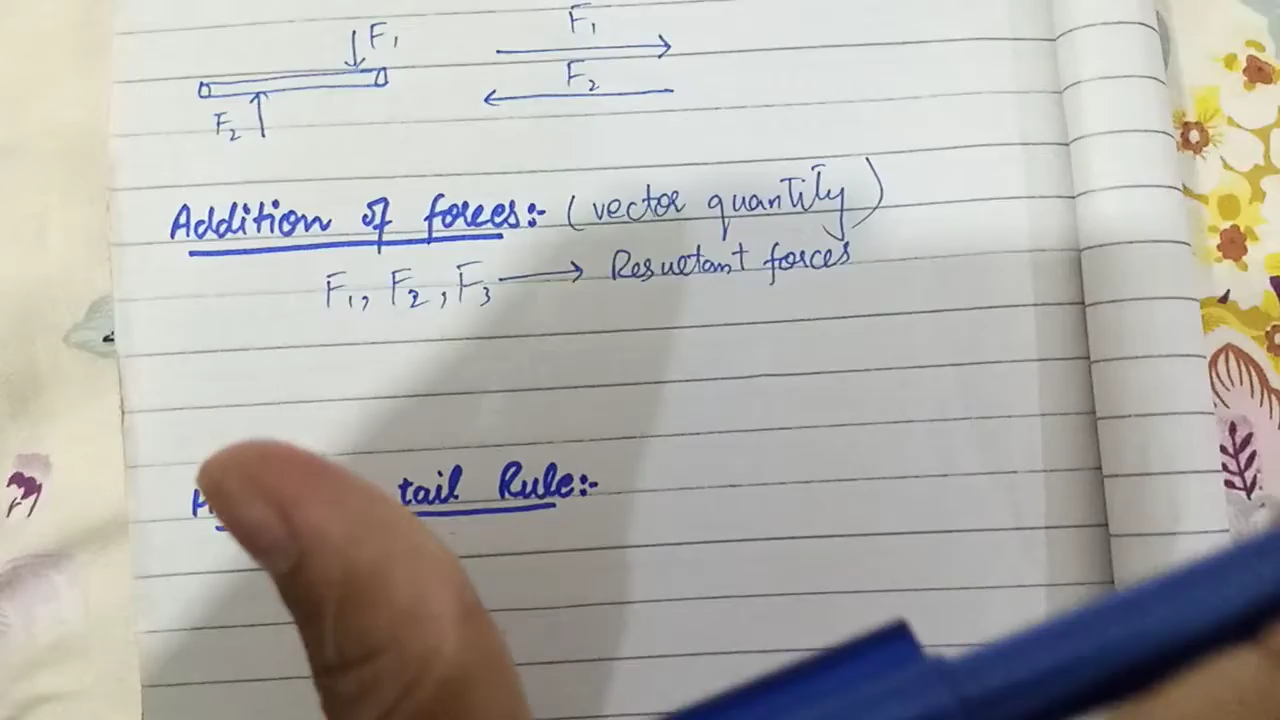 F₁
F₁
F₂
F₂
Addition of forces:- (vector quantity)
F₁, F₂, F₃ → Resultant forces
tail Rule:-